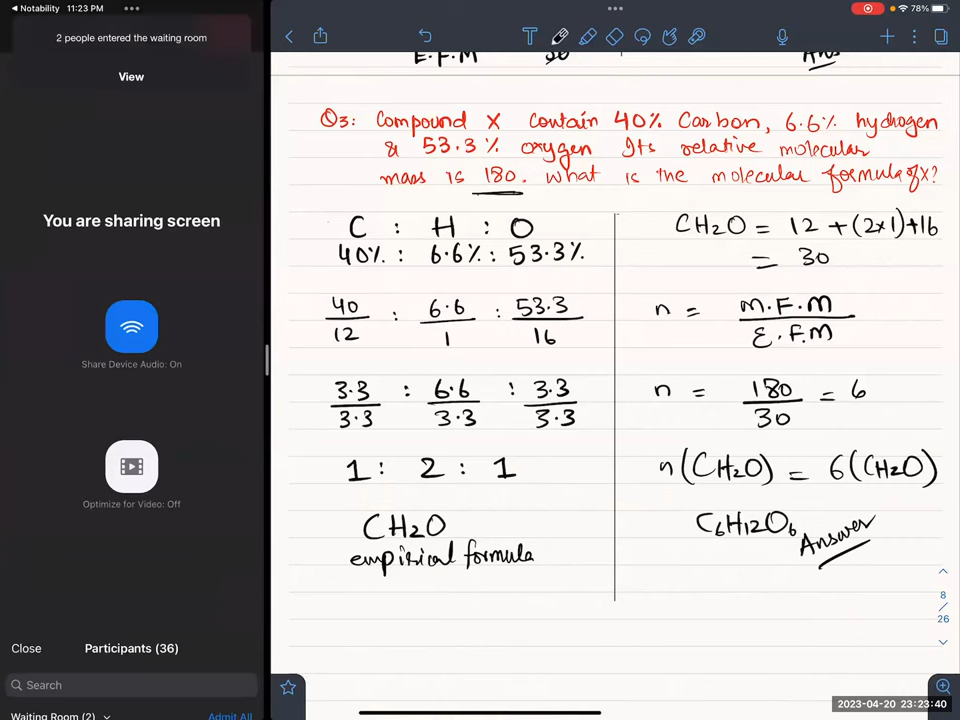 Notability 11:23 PM
78%
2 people entered the waiting room
View
You are sharing screen
Share Device Audio: On
Optimize for Video: Off
Close Participants (36)
Search
Waiting Room (2) Admit All
E.F.M 30 Ans
Q3: Compound X contain 40% Carbon, 6.6% hydrogen
& 53.3% oxygen Its relative molecular
mass is 180. What is the molecular formula of x?
C : H : O
40% : 6.6% : 53.3%
40/12 : 6.6/1 : 53.3/16
3.3/3.3 : 6.6/3.3 : 3.3/3.3
1 : 2 : 1
CH2O
empirical formula
CH2O = 12 + (2x1) + 16
= 30
n = M.F.M / E.F.M
n = 180/30 = 6
n(CH2O) = 6(CH2O)
C6H12O6 Answer
8
/
26
2023-04-20 23:23:40